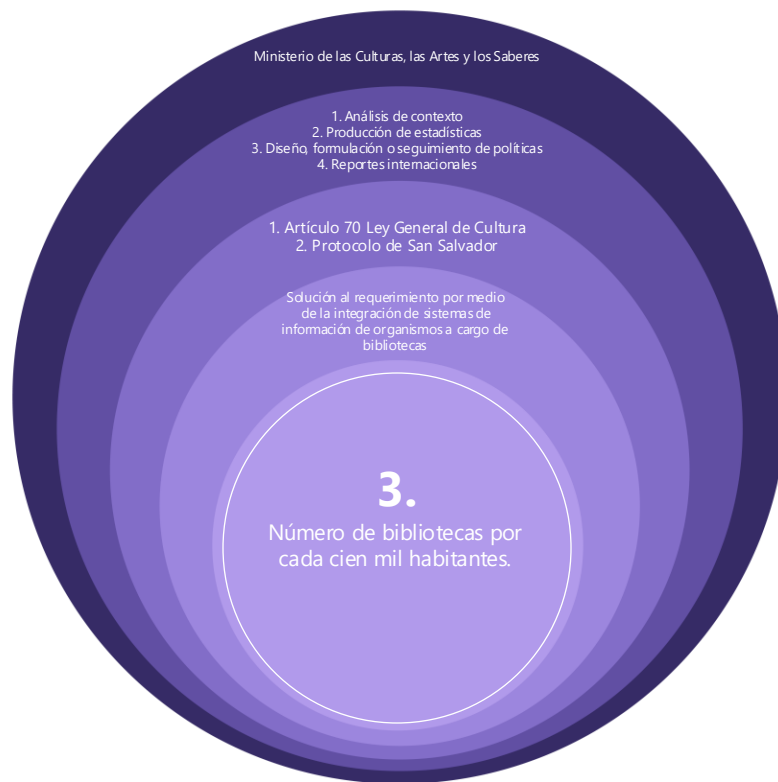 Ministerio de las Culturas, las Artes y los Saberes
1. Análisis de contexto
2. Producción de estadísticas
3. Diseño, formulación o seguimiento de políticas
4. Reportes internacionales
1. Artículo 70 Ley General de Cultura
2. Protocolo de San Salvador
Solución al requerimiento por medio
de la integración de sistemas de
información de organismos a cargo de
bibliotecas
3.
Número de bibliotecas por
cada cien mil habitantes.